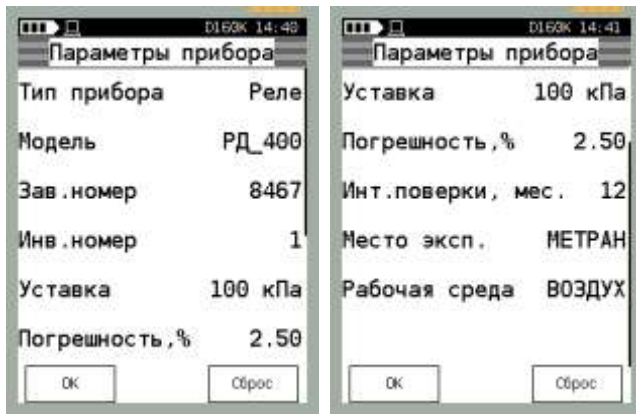 D160K 14:40
Параметры прибора
Тип прибора Реле
Модель РД_400
Зав.номер 8467
Инв.номер 1
Уставка 100 кПа
Погрешность,% 2.50
ОК Сброс
D160K 14:41
Параметры прибора
Уставка 100 кПа
Погрешность,% 2.50
Инт.поверки, мес. 12
Место эксп. МЕТРАН
Рабочая среда ВОЗДУХ
ОК Сброс